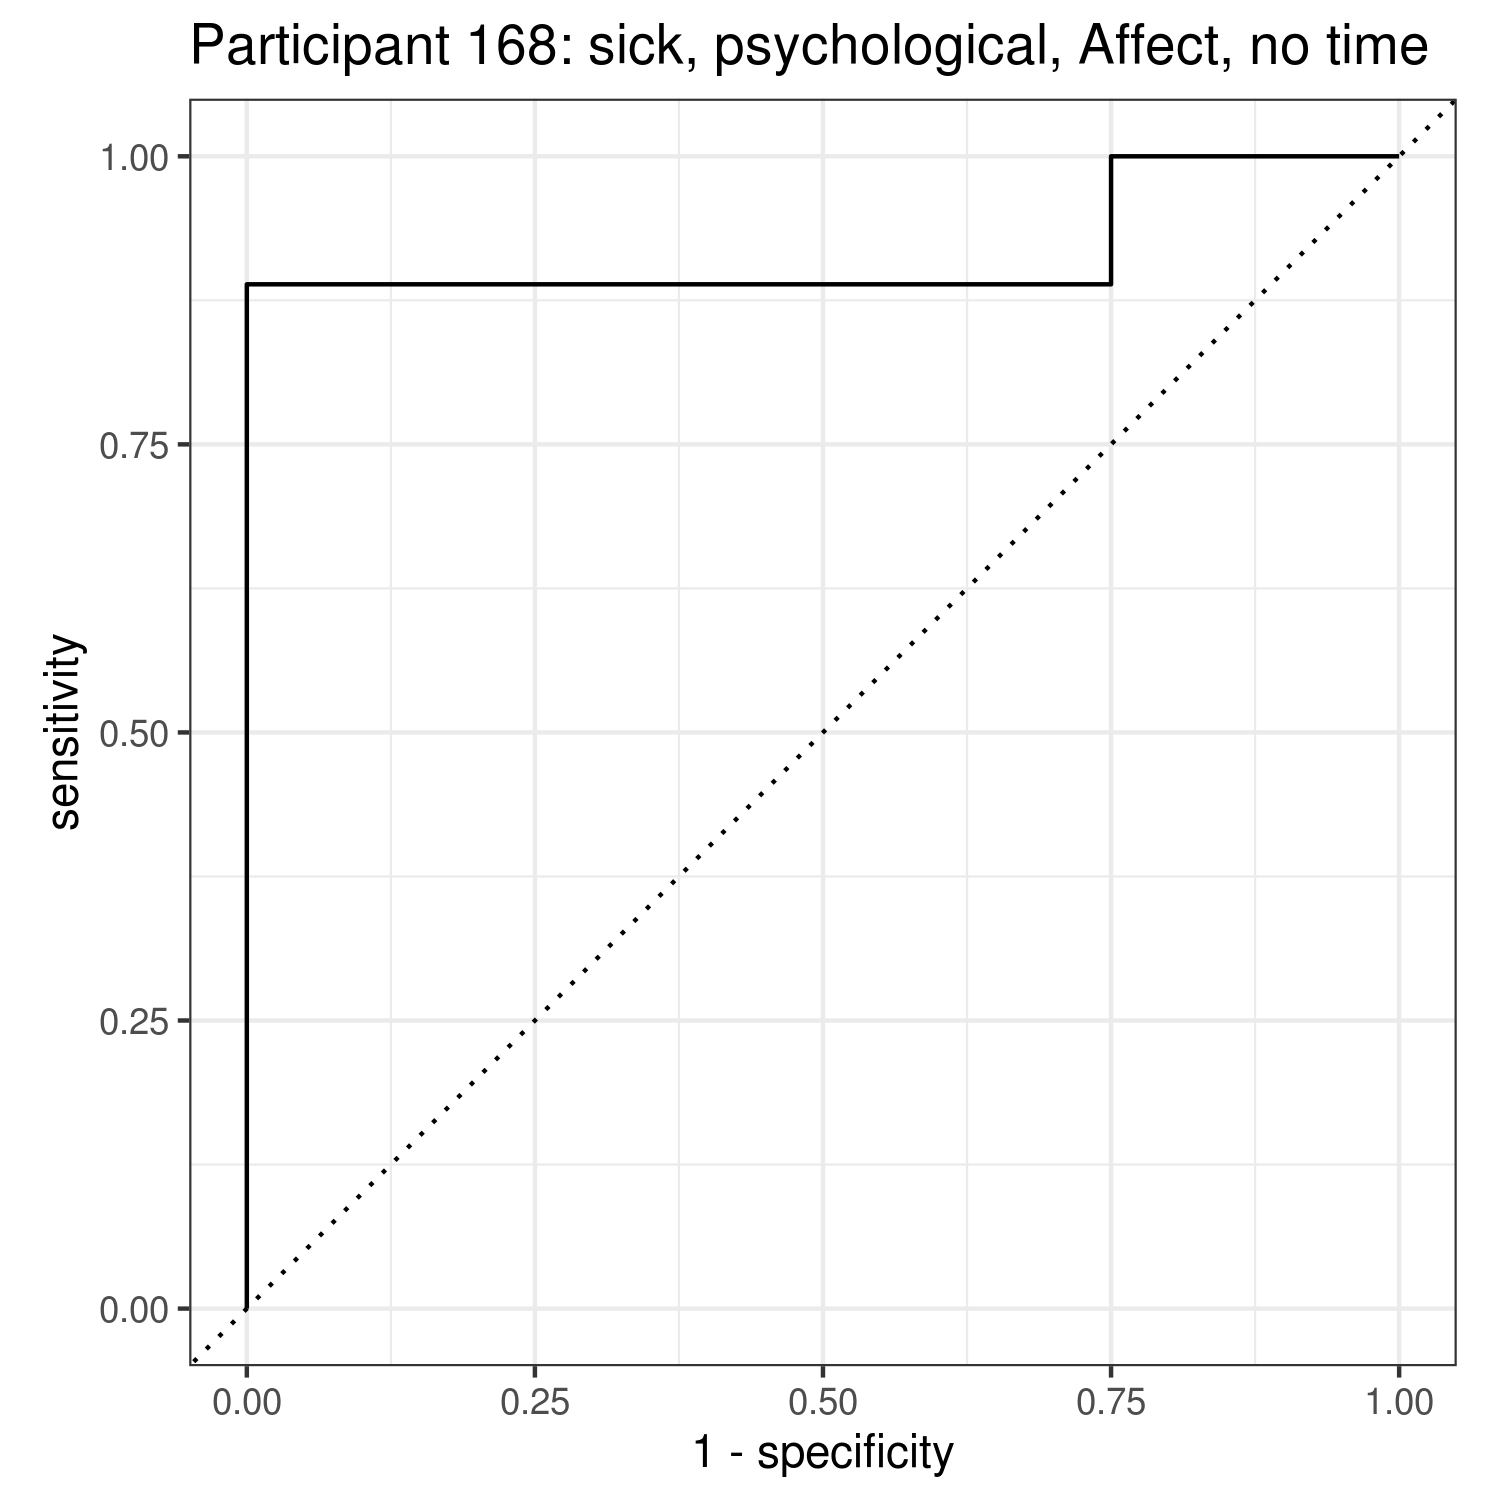 Participant 168: sick, psychological, Affect, no time
1.00
0.75
0.50
0.25
0.00
sensitivity
0.00 0.25 0.50 0.75 1.00
1 - specificity